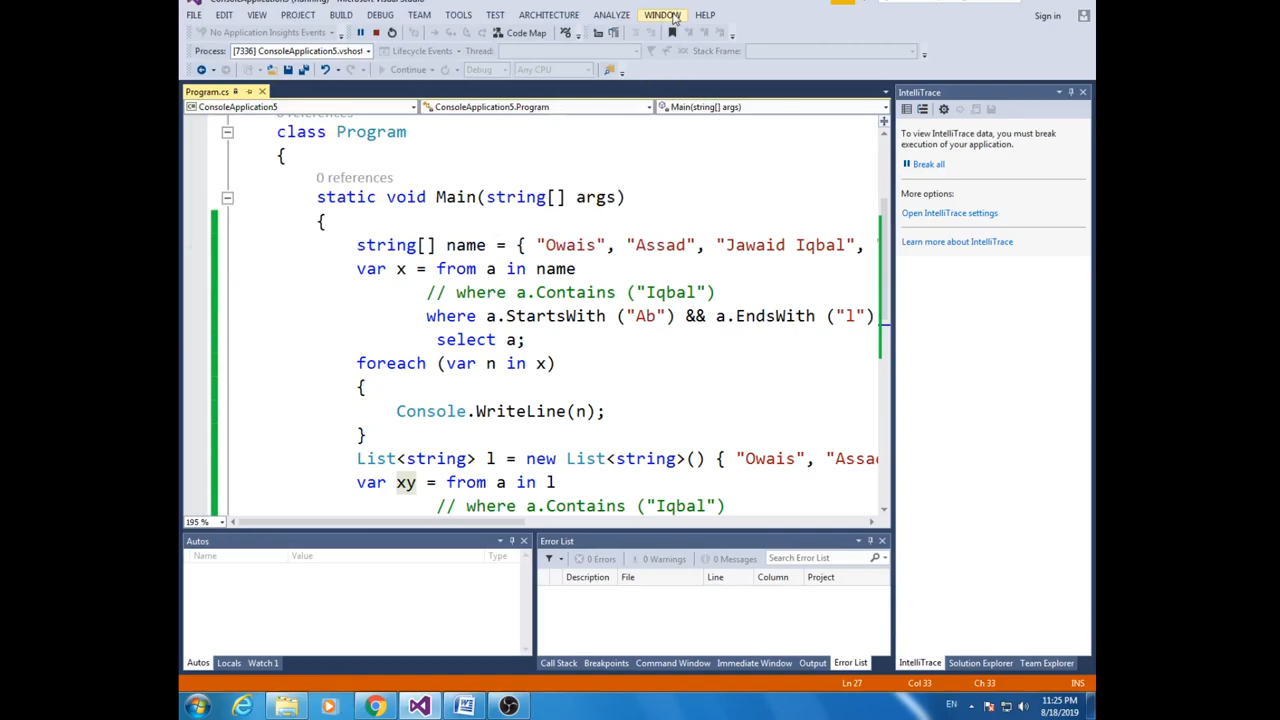 FILE EDIT VIEW PROJECT BUILD DEBUG TEAM TOOLS TEST ARCHITECTURE ANALYZE WINDOW HELP Sign in
No Application Insights Events Code Map
Process: [7336] ConsoleApplication5.vshos Lifecycle Events Thread: Stack Frame:
Continue Debug Any CPU
Program.cs
ConsoleApplication5 ConsoleApplication5.Program Main(string[] args)
class Program
{
0 references
static void Main(string[] args)
{
string[] name = { "Owais", "Assad", "Jawaid Iqbal", "
var x = from a in name
// where a.Contains ("Iqbal")
where a.StartsWith ("Ab") && a.EndsWith ("l")
select a;
foreach (var n in x)
{
Console.WriteLine(n);
}
List<string> l = new List<string>() { "Owais", "Assad
var xy = from a in l
// where a.Contains ("Iqbal")
195 %
IntelliTrace
To view IntelliTrace data, you must break
execution of your application.
Break all
More options:
Open IntelliTrace settings
Learn more about IntelliTrace
Autos
Name Value Type
Autos Locals Watch 1
Error List
0 Errors 0 Warnings 0 Messages Search Error List
Description File Line Column Project
Call Stack Breakpoints Command Window Immediate Window Output Error List
IntelliTrace Solution Explorer Team Explorer
Ln 27 Col 33 Ch 33 INS
EN 11:25 PM
8/18/2019